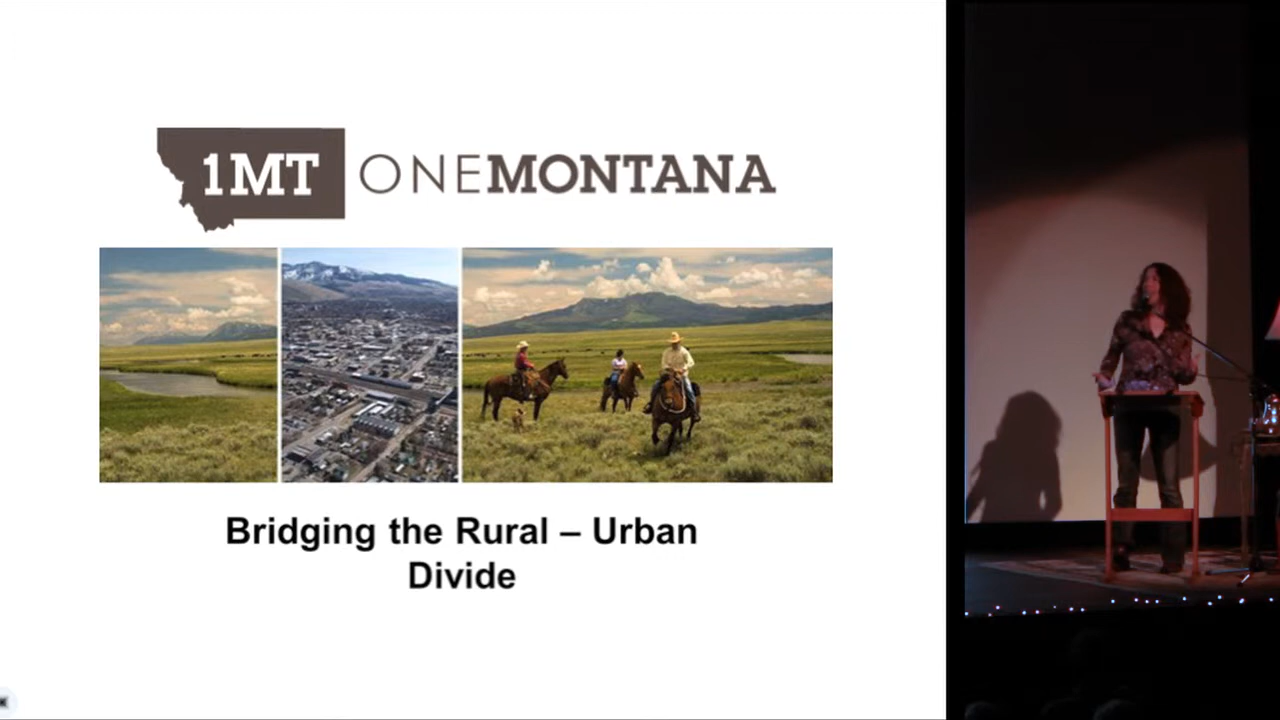 1MT ONEMONTANA
Bridging the Rural – Urban
Divide